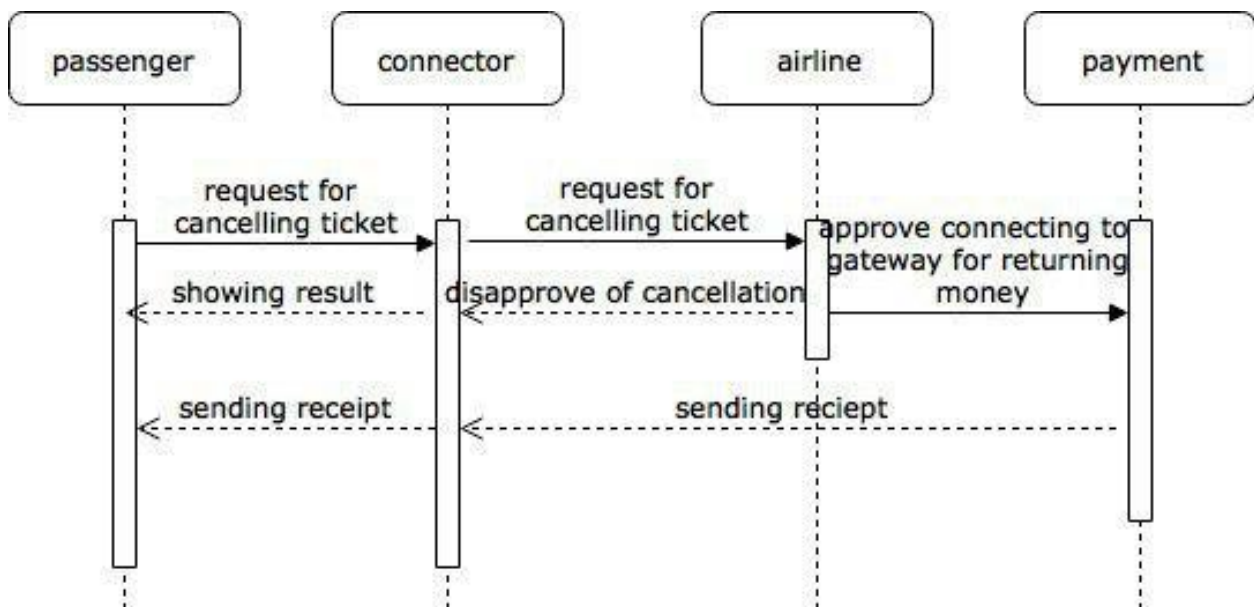 passenger
connector
airline
payment
request for
cancelling ticket
request for
cancelling ticket
approve connecting to
gateway for returning
money
showing result
disapprove of cancellation
sending receipt
sending reciept